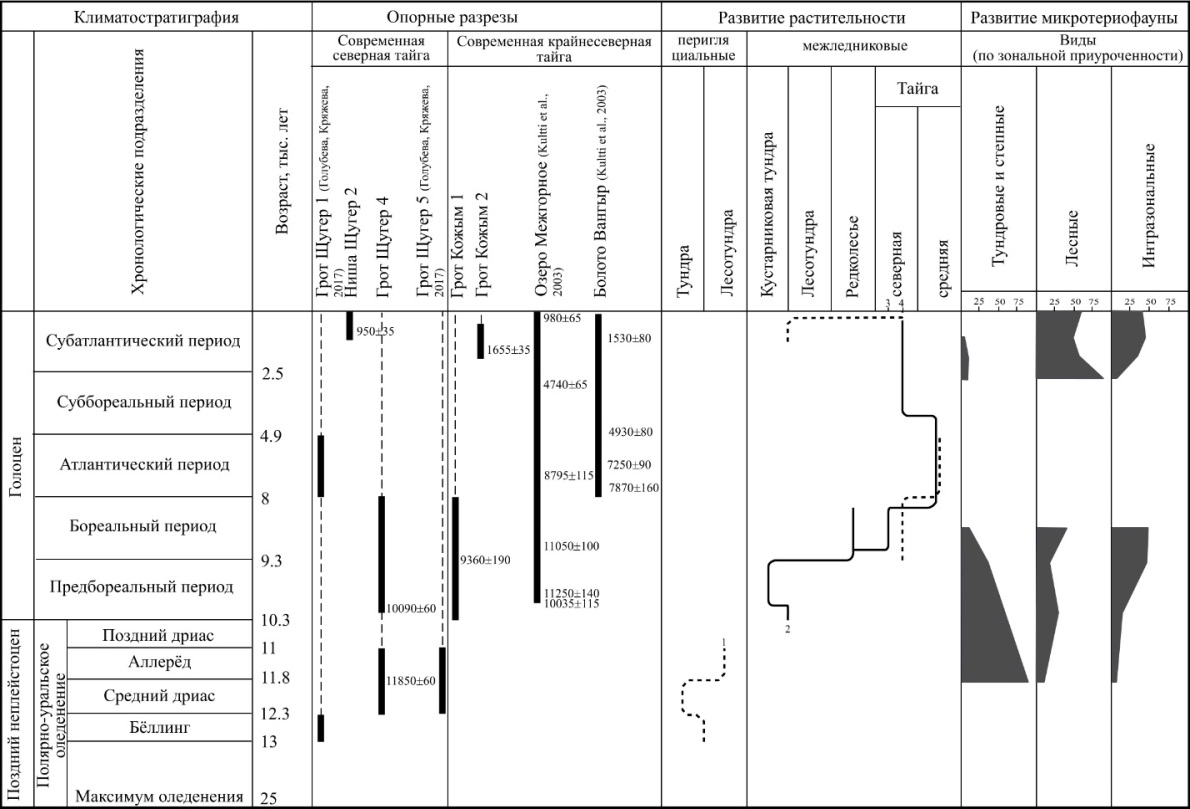 Климатостратиграфия
Опорные разрезы
Развитие растительности
Развитие микротериофауны
Хронологические подразделения
Возраст, тыс. лет
Современная
северная тайга
Современная крайнесеверная
тайга
перигля
циальные
межледниковые
Виды
(по зональной приуроченности)
Тайга
Грот Щугер 1 (Голубева, Кряжева,
2017)
Ниша Щугер 2
Грот Щугер 4
Грот Щугер 5 (Голубева, Кряжева,
2017)
Грот Кожым 1
Грот Кожым 2
Озеро Межгорное (Kultti et al.,
2003)
Болото Вангыр (Kultti et al., 2003)
Тундра
Лесотундра
Кустарниковая тундра
Лесотундра
Редколесье
северная
средняя
Тундровые и степные
Лесные
Интразональные
25 50 75
25 50 75
25 50 75
3 4
Голоцен
Субатлантический период
950±35
1655±35
980±65
1530±80
2.5
Суббореальный период
4740±65
4930±80
4.9
Атлантический период
8795±115
7250±90
7870±160
8
Бореальный период
9360±190
11050±100
9.3
Предбореальный период
10090±60
11250±140
10035±115
10.3
2
Поздний неплейстоцен
Полярно-уральское
оледенение
Поздний дриас
11
1
Аллерёд
11850±60
11.8
Средний дриас
12.3
Бёллинг
13
Максимум оледенения
25